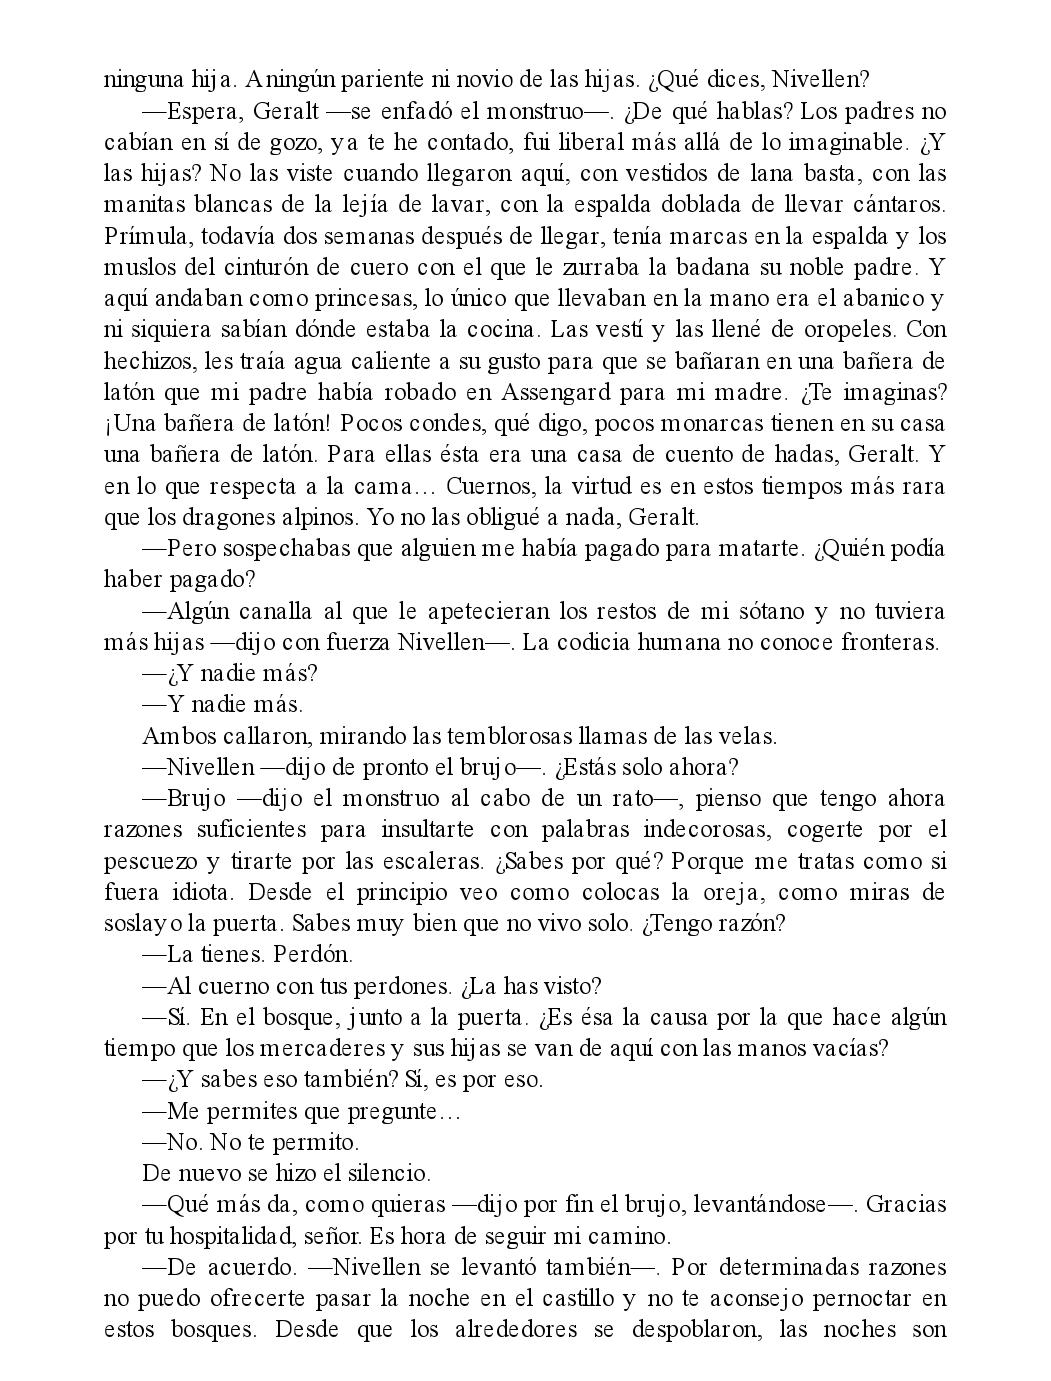 ninguna hija. A ningún pariente ni novio de las hijas. ¿Qué dices, Nivellen?
—Espera, Geralt —se enfadó el monstruo—. ¿De qué hablas? Los padres no
cabían en sí de gozo, ya te he contado, fui liberal más allá de lo imaginable. ¿Y
las hijas? No las viste cuando llegaron aquí, con vestidos de lana basta, con las
manitas blancas de la lejía de lavar, con la espalda doblada de llevar cántaros.
Prímula, todavía dos semanas después de llegar, tenía marcas en la espalda y los
muslos del cinturón de cuero con el que le zurraba la badana su noble padre. Y
aquí andaban como princesas, lo único que llevaban en la mano era el abanico y
ni siquiera sabían dónde estaba la cocina. Las vestí y las llené de oropeles. Con
hechizos, les traía agua caliente a su gusto para que se bañaran en una bañera de
latón que mi padre había robado en Assengard para mi madre. ¿Te imaginas?
¡Una bañera de latón! Pocos condes, qué digo, pocos monarcas tienen en su casa
una bañera de latón. Para ellas ésta era una casa de cuento de hadas, Geralt. Y
en lo que respecta a la cama… Cuernos, la virtud es en estos tiempos más rara
que los dragones alpinos. Yo no las obligué a nada, Geralt.
—Pero sospechabas que alguien me había pagado para matarte. ¿Quién podía
haber pagado?
—Algún canalla al que le apetecieran los restos de mi sótano y no tuviera
más hijas —dijo con fuerza Nivellen—. La codicia humana no conoce fronteras.
—¿Y nadie más?
—Y nadie más.
Ambos callaron, mirando las temblorosas llamas de las velas.
—Nivellen —dijo de pronto el brujo—. ¿Estás solo ahora?
—Brujo —dijo el monstruo al cabo de un rato—, pienso que tengo ahora
razones suficientes para insultarte con palabras indecorosas, cogerte por el
pescuezo y tirarte por las escaleras. ¿Sabes por qué? Porque me tratas como si
fuera idiota. Desde el principio veo como colocas la oreja, como miras de
soslayo la puerta. Sabes muy bien que no vivo solo. ¿Tengo razón?
—La tienes. Perdón.
—Al cuerno con tus perdones. ¿La has visto?
—Sí. En el bosque, junto a la puerta. ¿Es ésa la causa por la que hace algún
tiempo que los mercaderes y sus hijas se van de aquí con las manos vacías?
—¿Y sabes eso también? Sí, es por eso.
—Me permites que pregunte…
—No. No te permito.
De nuevo se hizo el silencio.
—Qué más da, como quieras —dijo por fin el brujo, levantándose—. Gracias
por tu hospitalidad, señor. Es hora de seguir mi camino.
—De acuerdo. —Nivellen se levantó también—. Por determinadas razones
no puedo ofrecerte pasar la noche en el castillo y no te aconsejo pernoctar en
estos bosques. Desde que los alrededores se despoblaron, las noches son